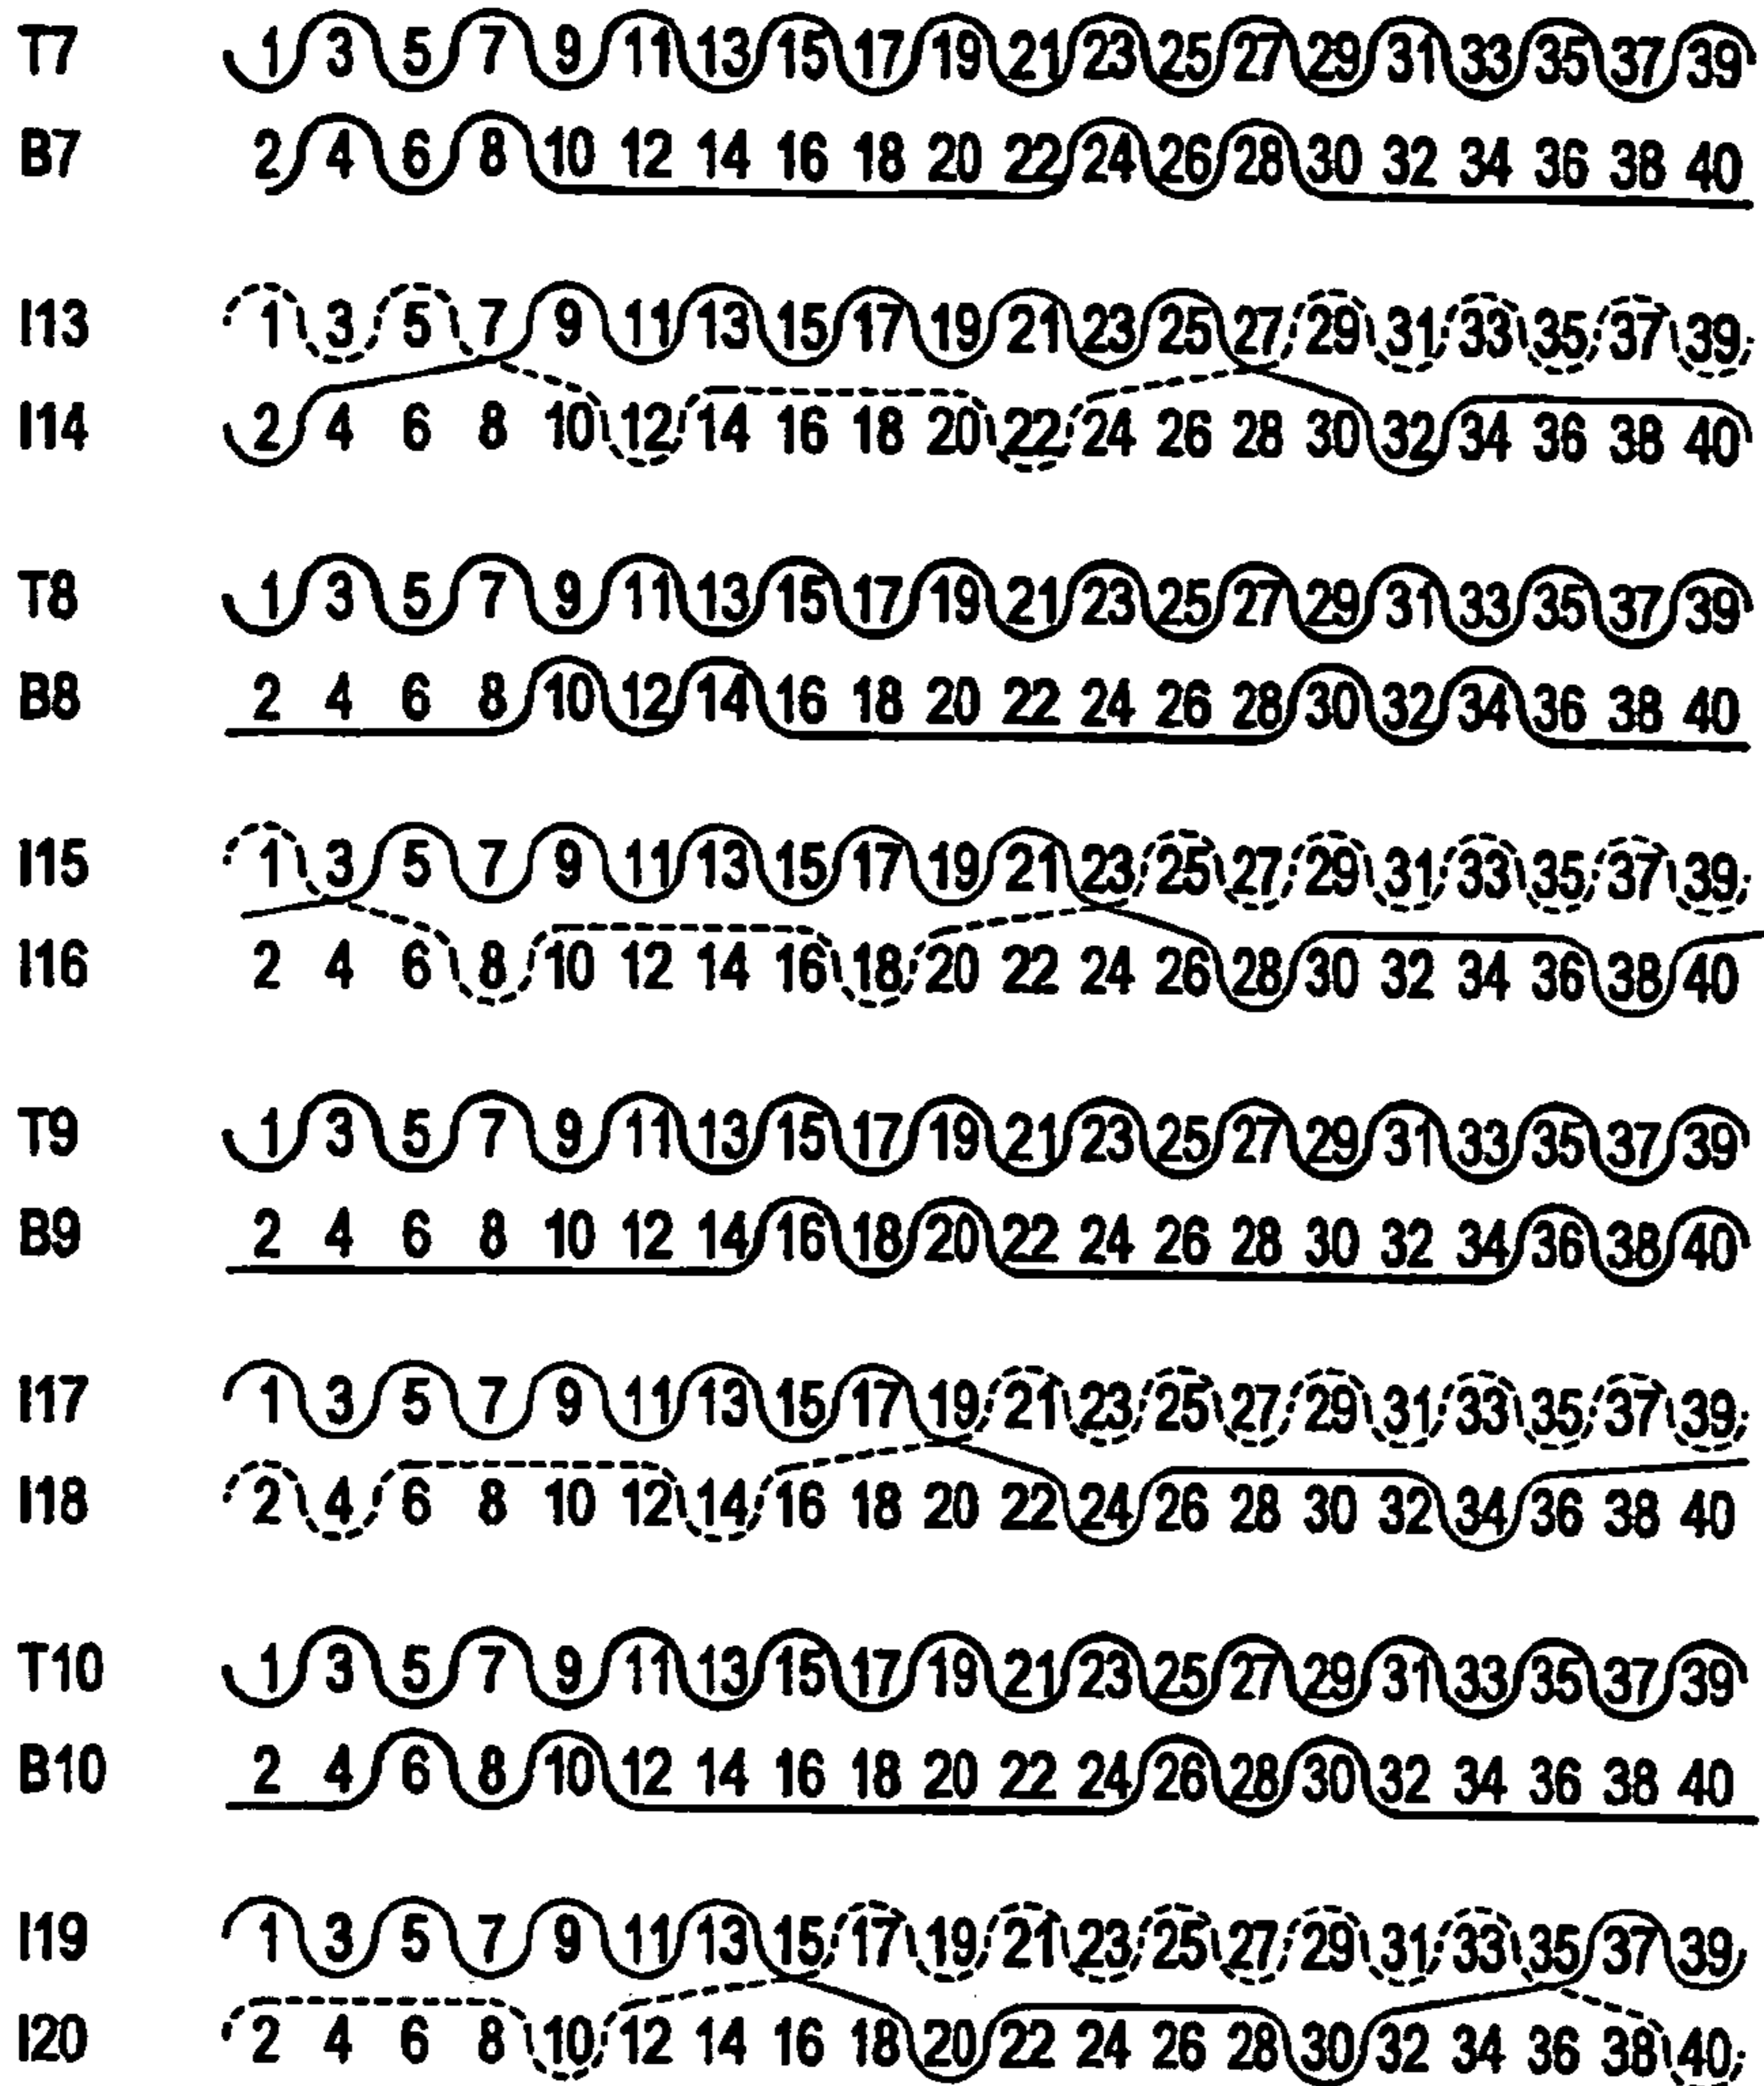 T7 1 3 5 7 9 11 13 15 17 19 21 23 25 27 29 31 33 35 37 39
B7 2 4 6 8 10 12 14 16 18 20 22 24 26 28 30 32 34 36 38 40
I13 1 3 5 7 9 11 13 15 17 19 21 23 25 27 29 31 33 35 37 39
I14 2 4 6 8 10 12 14 16 18 20 22 24 26 28 30 32 34 36 38 40
T8 1 3 5 7 9 11 13 15 17 19 21 23 25 27 29 31 33 35 37 39
B8 2 4 6 8 10 12 14 16 18 20 22 24 26 28 30 32 34 36 38 40
I15 1 3 5 7 9 11 13 15 17 19 21 23 25 27 29 31 33 35 37 39
I16 2 4 6 8 10 12 14 16 18 20 22 24 26 28 30 32 34 36 38 40
T9 1 3 5 7 9 11 13 15 17 19 21 23 25 27 29 31 33 35 37 39
B9 2 4 6 8 10 12 14 16 18 20 22 24 26 28 30 32 34 36 38 40
I17 1 3 5 7 9 11 13 15 17 19 21 23 25 27 29 31 33 35 37 39
I18 2 4 6 8 10 12 14 16 18 20 22 24 26 28 30 32 34 36 38 40
T10 1 3 5 7 9 11 13 15 17 19 21 23 25 27 29 31 33 35 37 39
B10 2 4 6 8 10 12 14 16 18 20 22 24 26 28 30 32 34 36 38 40
I19 1 3 5 7 9 11 13 15 17 19 21 23 25 27 29 31 33 35 37 39
I20 2 4 6 8 10 12 14 16 18 20 22 24 26 28 30 32 34 36 38 40